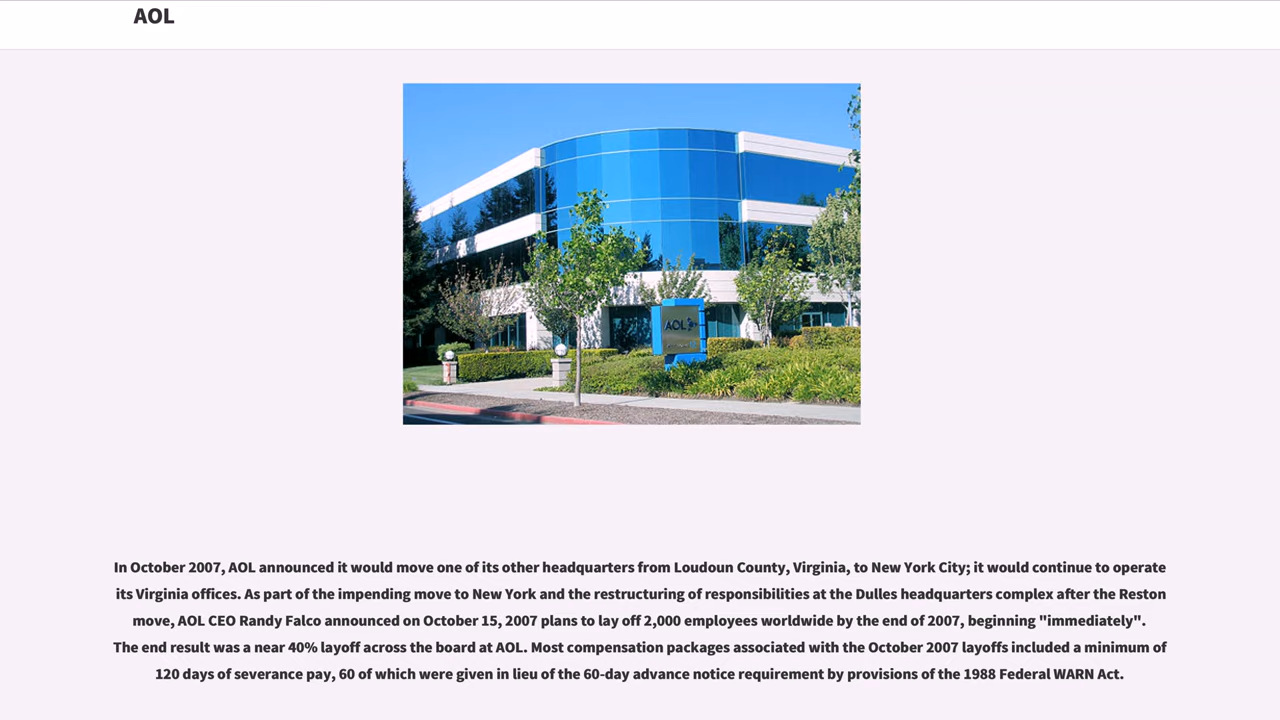 AOL
AOL
In October 2007, AOL announced it would move one of its other headquarters from Loudoun County, Virginia, to New York City; it would continue to operate
its Virginia offices. As part of the impending move to New York and the restructuring of responsibilities at the Dulles headquarters complex after the Reston
move, AOL CEO Randy Falco announced on October 15, 2007 plans to lay off 2,000 employees worldwide by the end of 2007, beginning "immediately".
The end result was a near 40% layoff across the board at AOL. Most compensation packages associated with the October 2007 layoffs included a minimum of
120 days of severance pay, 60 of which were given in lieu of the 60-day advance notice requirement by provisions of the 1988 Federal WARN Act.